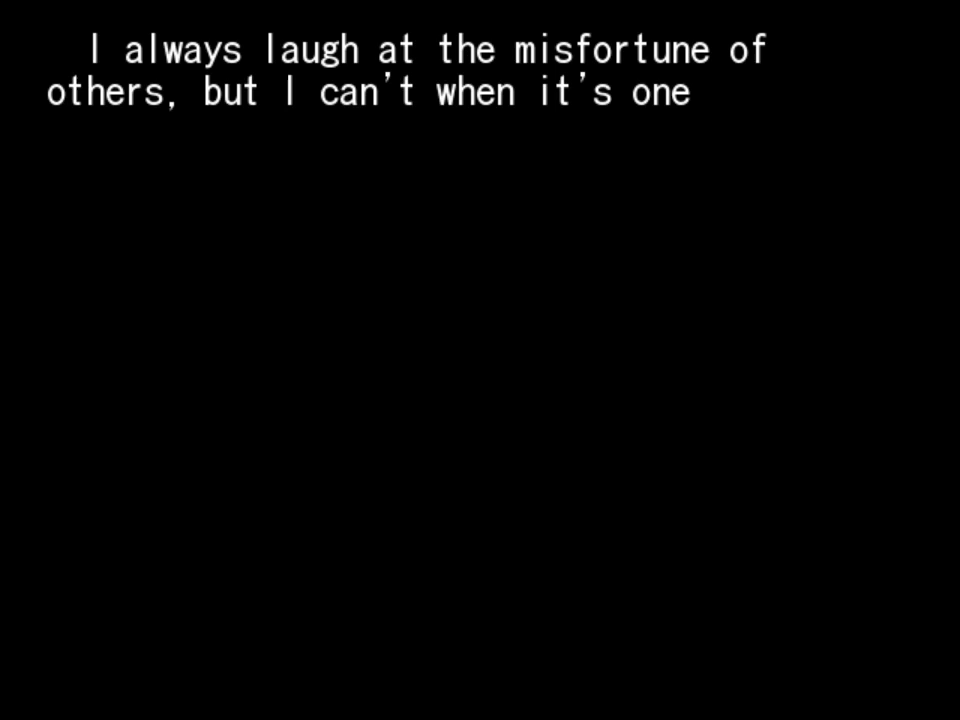 I always laugh at the misfortune of
others, but I can't when it's one